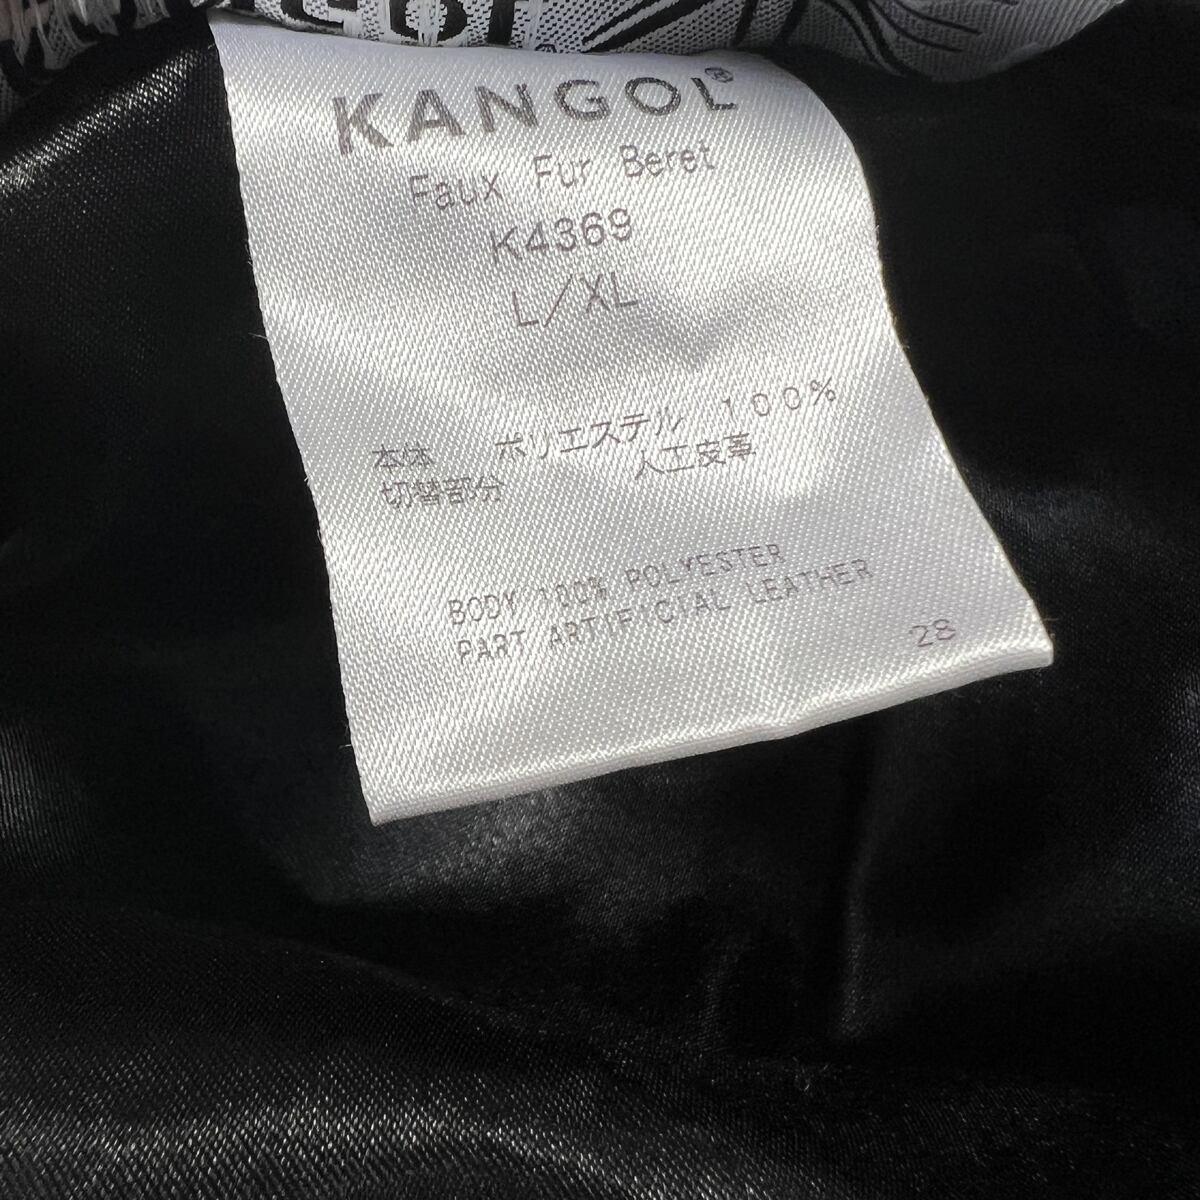 KANGOL®
Faux Fur Beret
K4369
L/XL
本体 ポリエステル 100%
切替部分 人工皮革
BODY 100% POLYESTER
PART ARTIFICIAL LEATHER
28